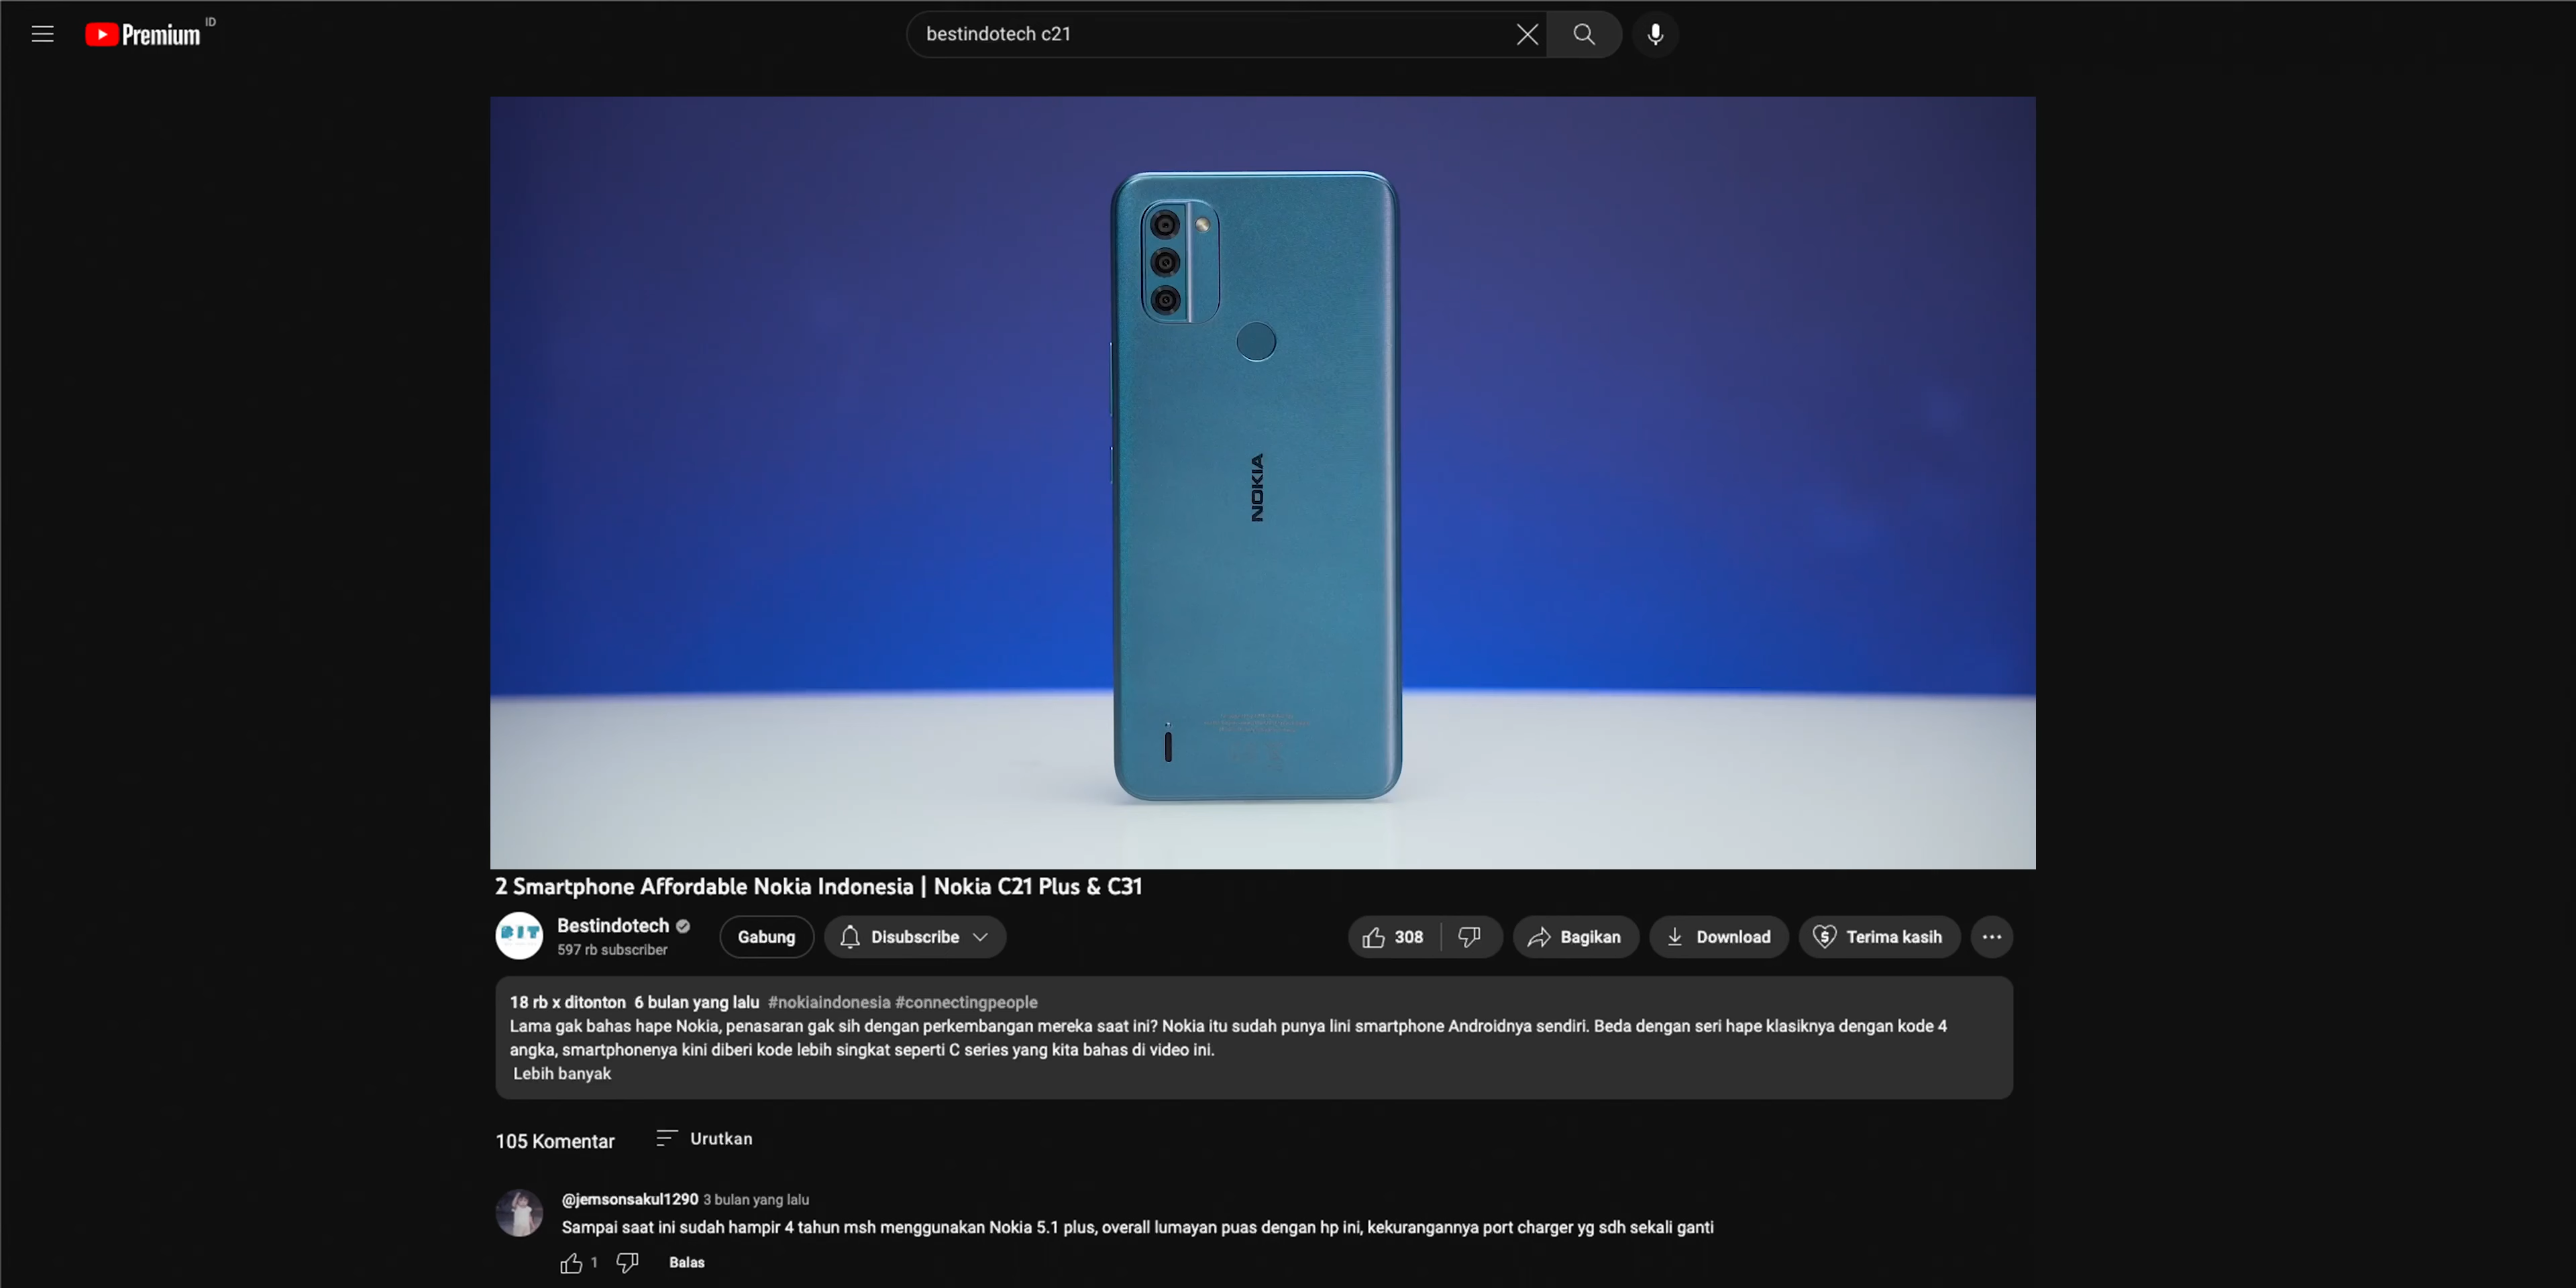 Premium ID
bestindotech c21
NOKIA
2 Smartphone Affordable Nokia Indonesia | Nokia C21 Plus & C31
BIT
Bestindotech
597 rb subscriber
Gabung
Disubscribe
308
Bagikan
Download
Terima kasih
18 rb x ditonton 6 bulan yang lalu #nokiaindonesia #connectingpeople
Lama gak bahas hape Nokia, penasaran gak sih dengan perkembangan mereka saat ini? Nokia itu sudah punya lini smartphone Androidnya sendiri. Beda dengan seri hape klasiknya dengan kode 4
angka, smartphonenya kini diberi kode lebih singkat seperti C series yang kita bahas di video ini.
Lebih banyak
105 Komentar
Urutkan
@jemsonsakul1290 3 bulan yang lalu
Sampai saat ini sudah hampir 4 tahun msh menggunakan Nokia 5.1 plus, overall lumayan puas dengan hp ini, kekurangannya port charger yg sdh sekali ganti
1
Balas